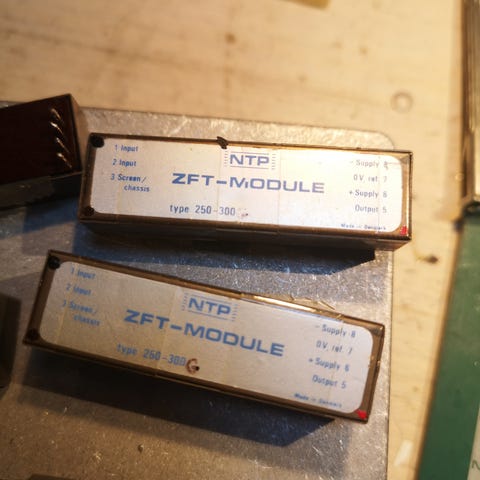 1 Input
2 Input
3 Screen/
chassis
NTP
ZFT-MODULE
type 250-300
- Supply 8
0V. ref. 7
+ Supply 6
Output 5
Made in Denmark
1 Input
2 Input
3 Screen/
chassis
NTP
ZFT-MODULE
type 250-300G
- Supply 8
0V. ref. 7
+ Supply 6
Output 5
Made in Denmark